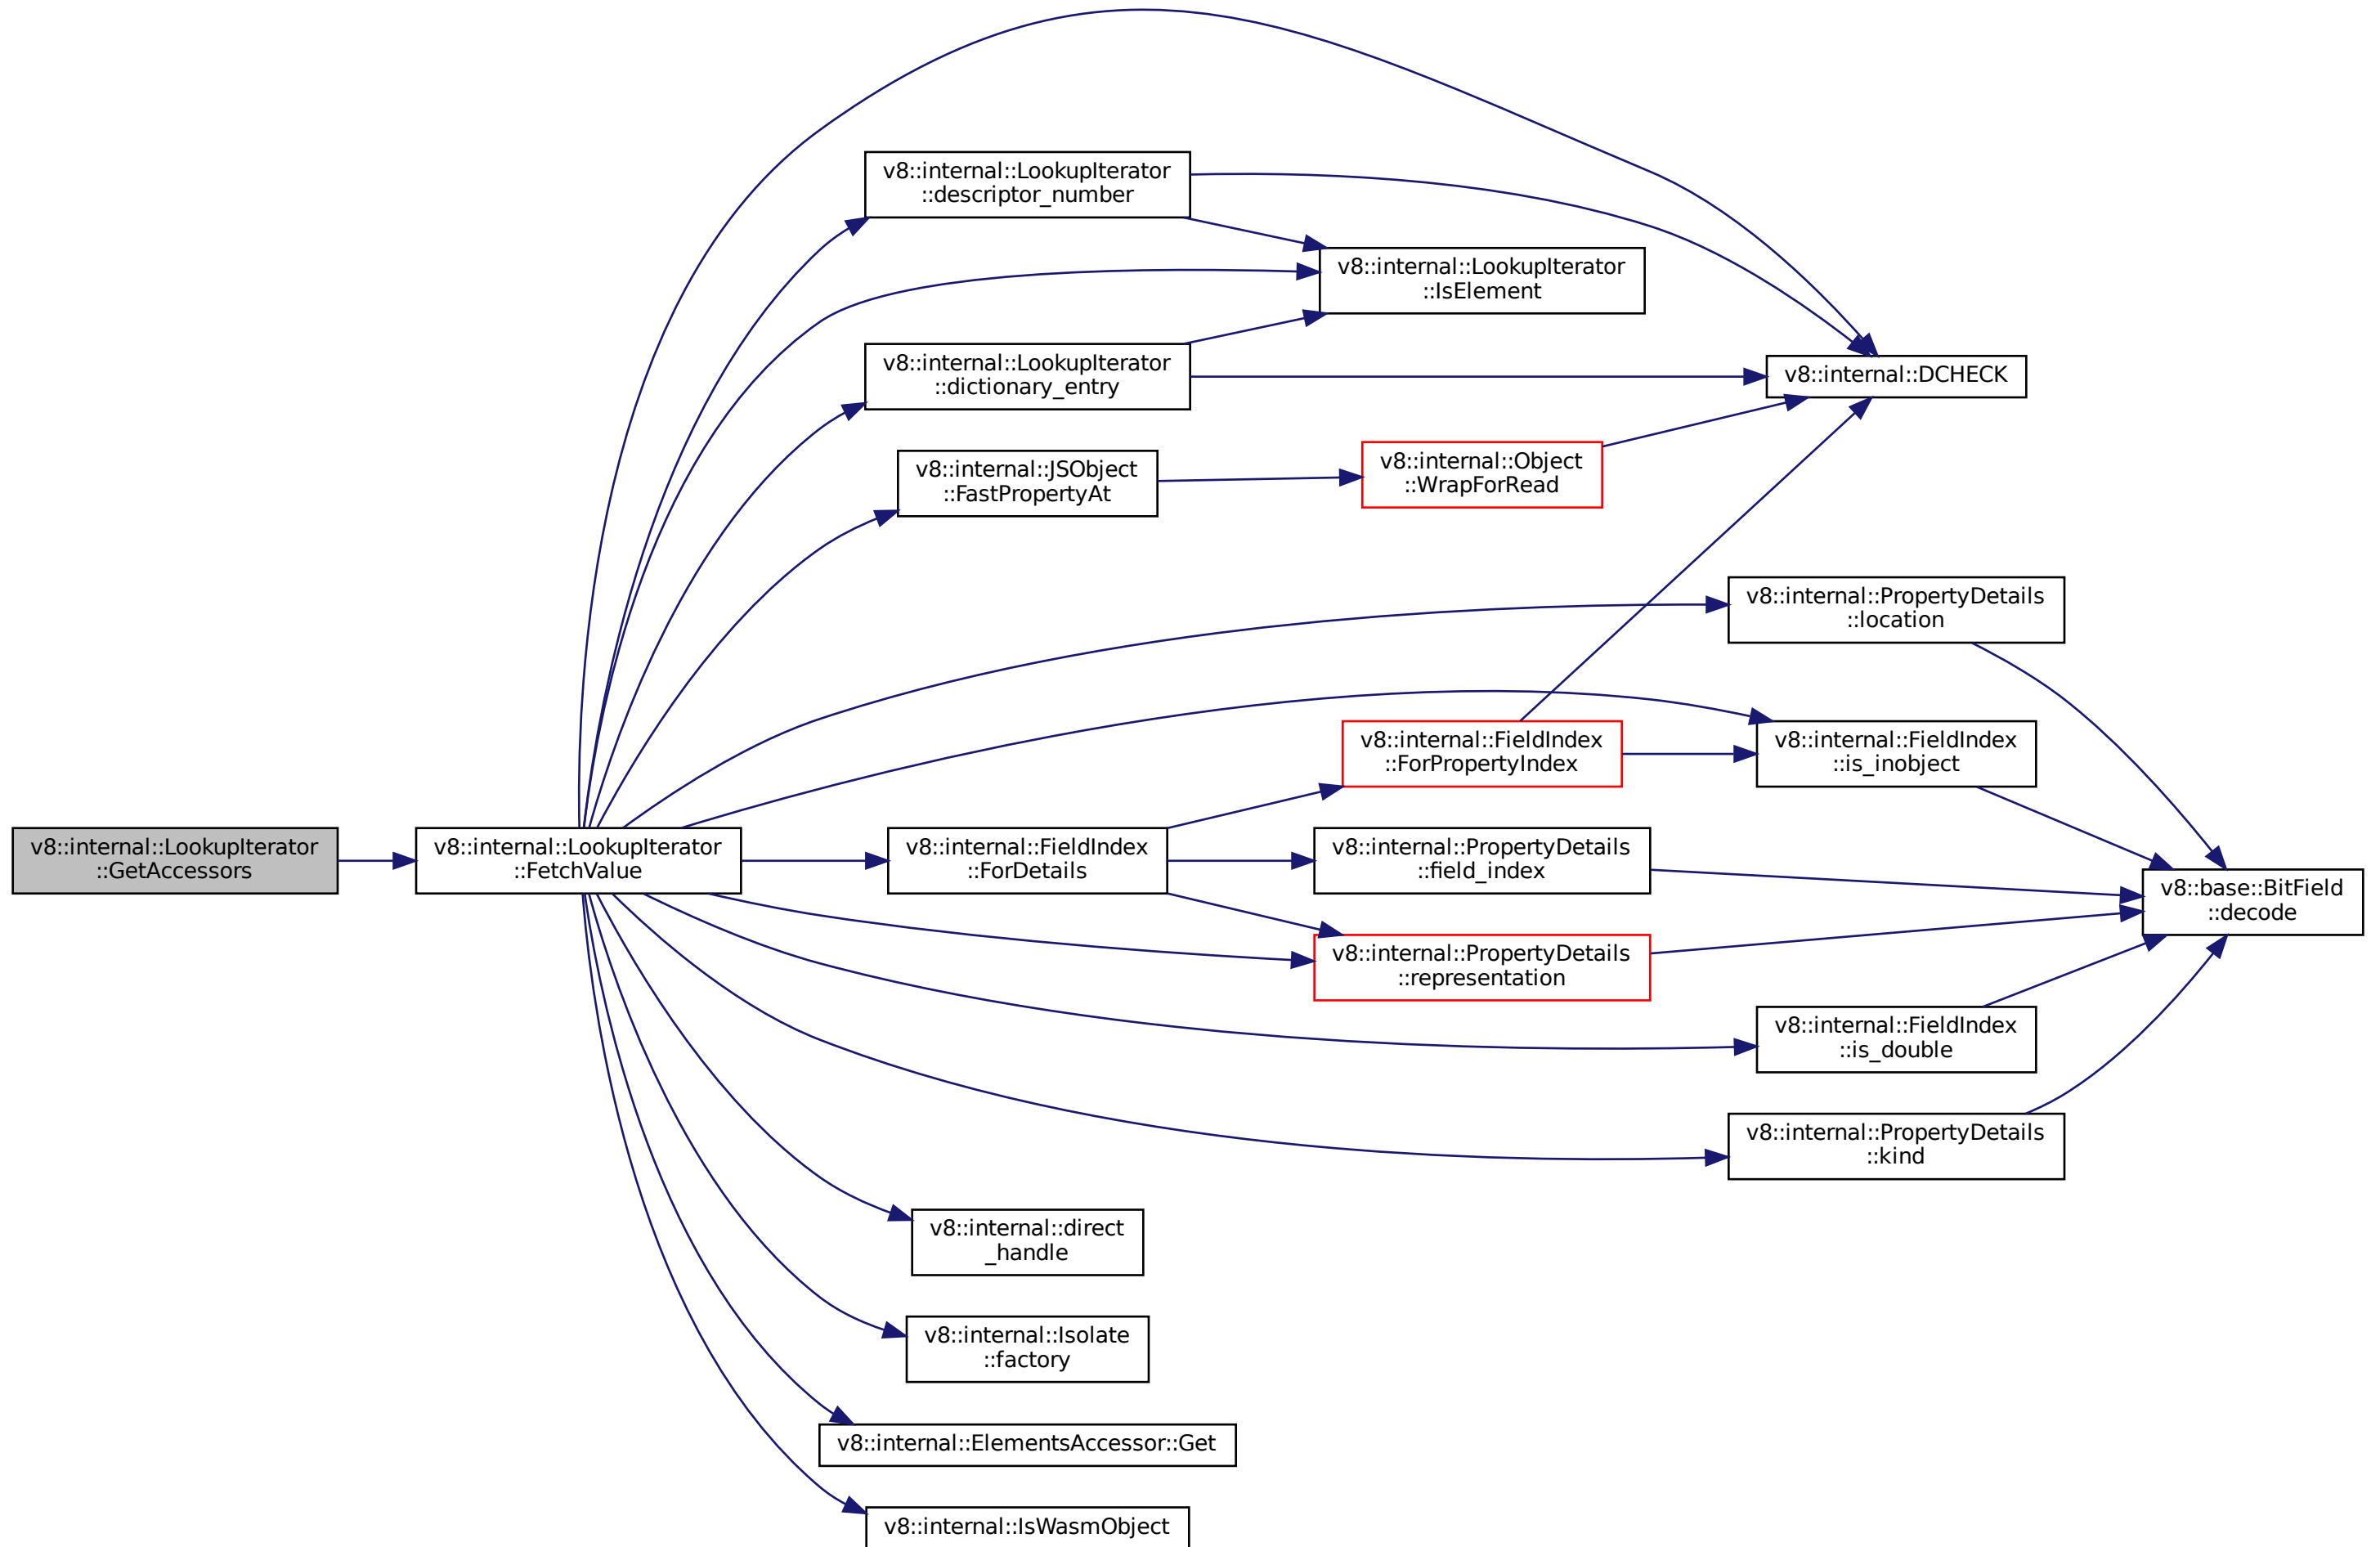 v8::internal::LookupIterator
::GetAccessors
v8::internal::LookupIterator
::FetchValue
v8::internal::LookupIterator
::descriptor_number
v8::internal::LookupIterator
::IsElement
v8::internal::LookupIterator
::dictionary_entry
v8::internal::DCHECK
v8::internal::JSObject
::FastPropertyAt
v8::internal::Object
::WrapForRead
v8::internal::PropertyDetails
::location
v8::internal::FieldIndex
::ForPropertyIndex
v8::internal::FieldIndex
::is_inobject
v8::internal::FieldIndex
::ForDetails
v8::internal::PropertyDetails
::field_index
v8::base::BitField
::decode
v8::internal::PropertyDetails
::representation
v8::internal::FieldIndex
::is_double
v8::internal::PropertyDetails
::kind
v8::internal::direct
_handle
v8::internal::Isolate
::factory
v8::internal::ElementsAccessor::Get
v8::internal::IsWasmObject